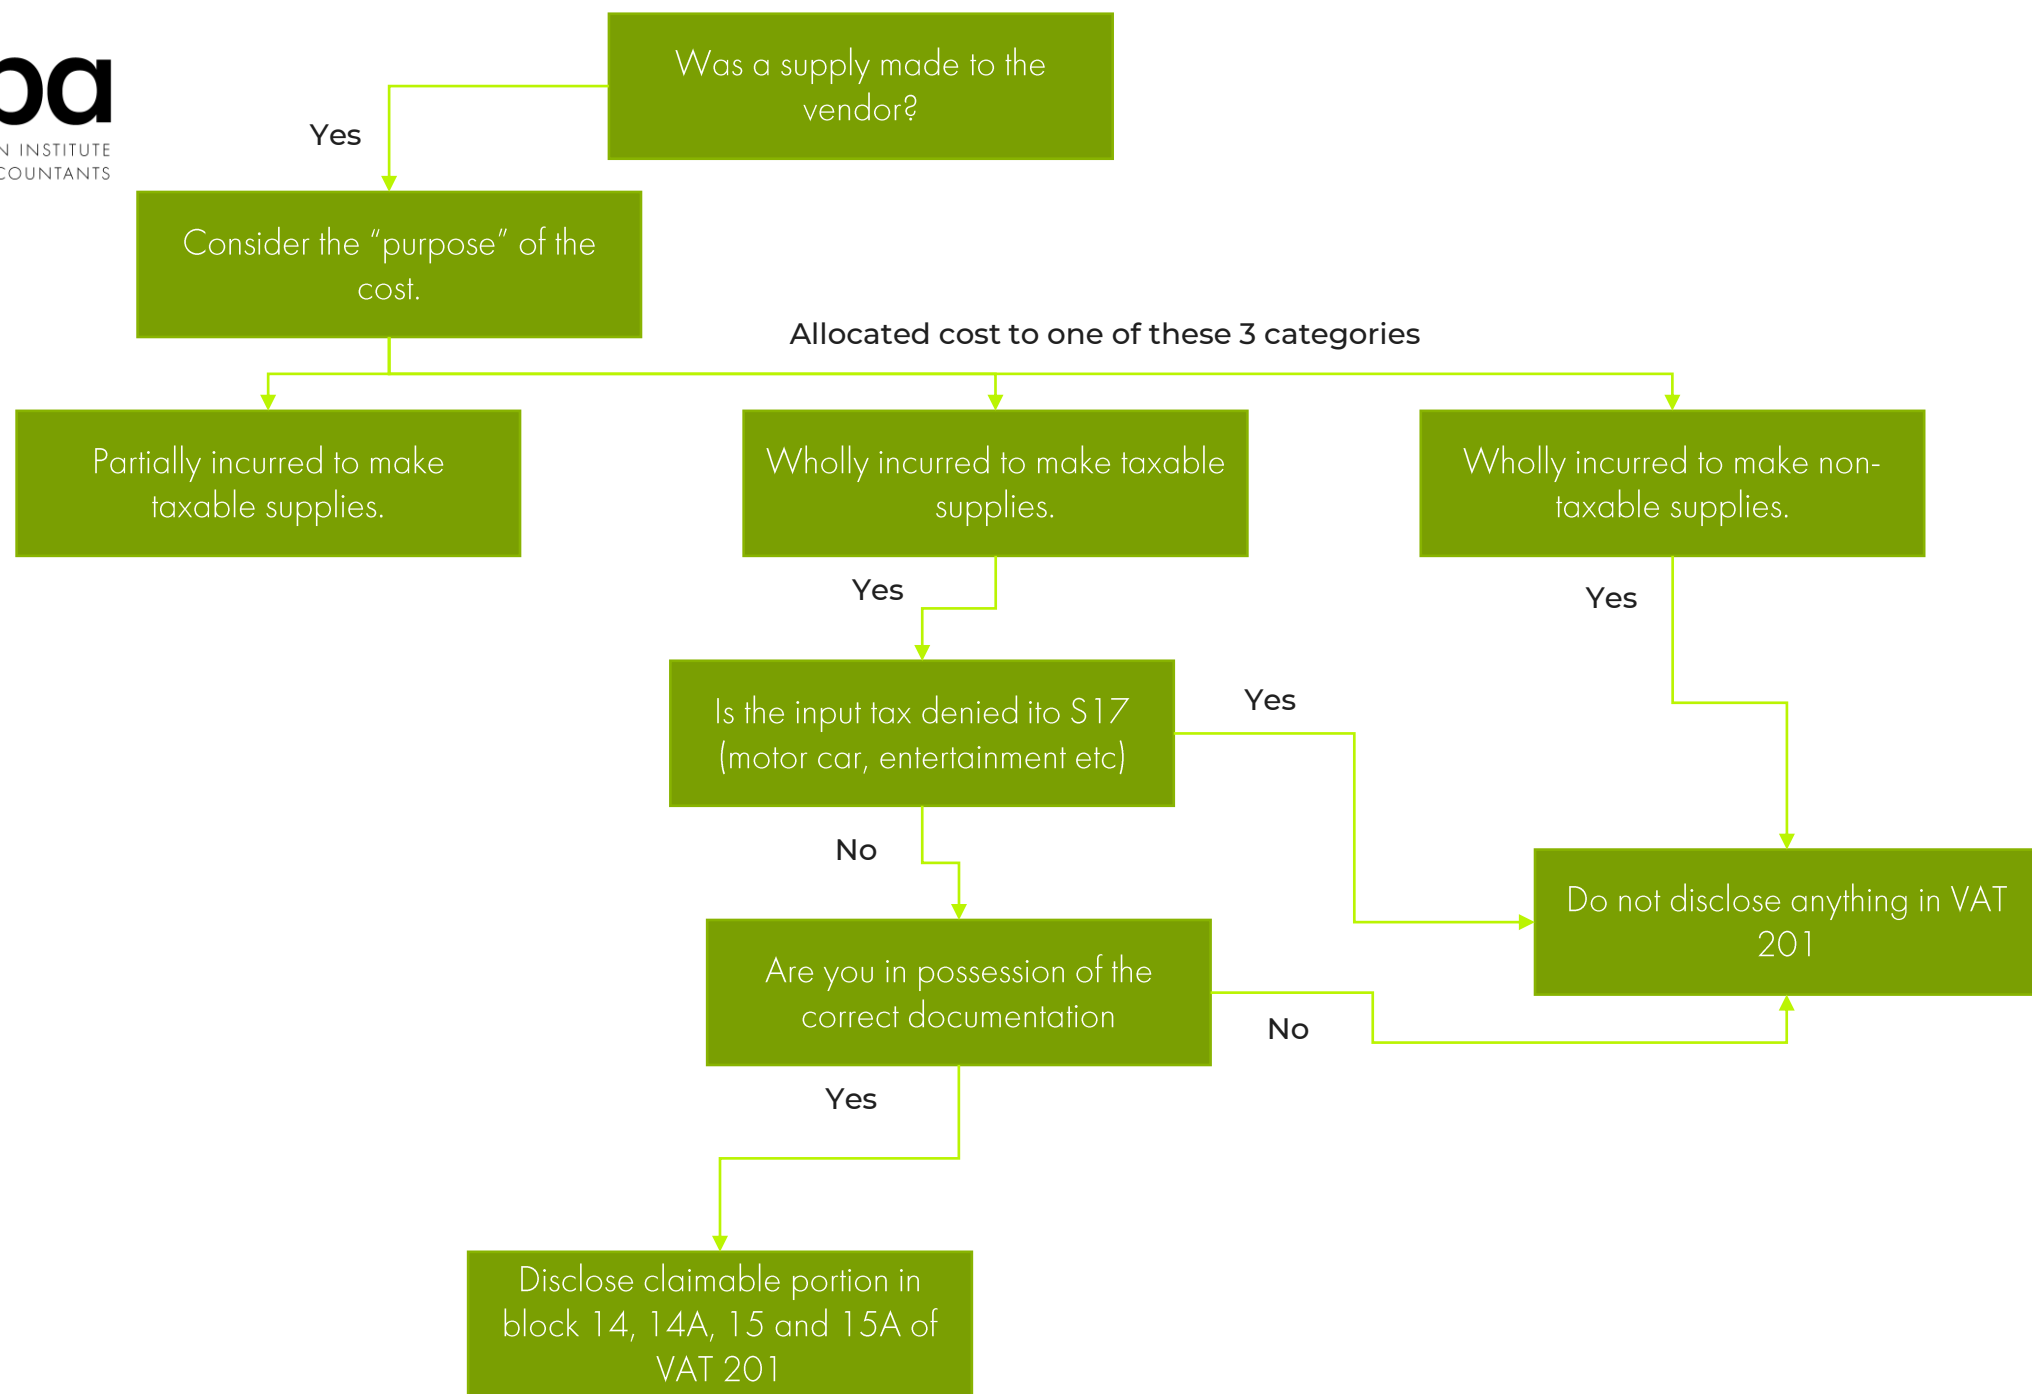 Was a supply made to the
vendor?
pa
N INSTITUTE
COUNTANTS
Yes
Consider the “purpose” of the
cost.
Allocated cost to one of these 3 categories
Partially incurred to make
taxable supplies.
Wholly incurred to make taxable
supplies.
Wholly incurred to make non-
taxable supplies.
Yes
Yes
Is the input tax denied ito S17
(motor car, entertainment etc)
Yes
No
Do not disclose anything in VAT
201
Are you in possession of the
correct documentation
No
Yes
Disclose claimable portion in
block 14, 14A, 15 and 15A of
VAT 201